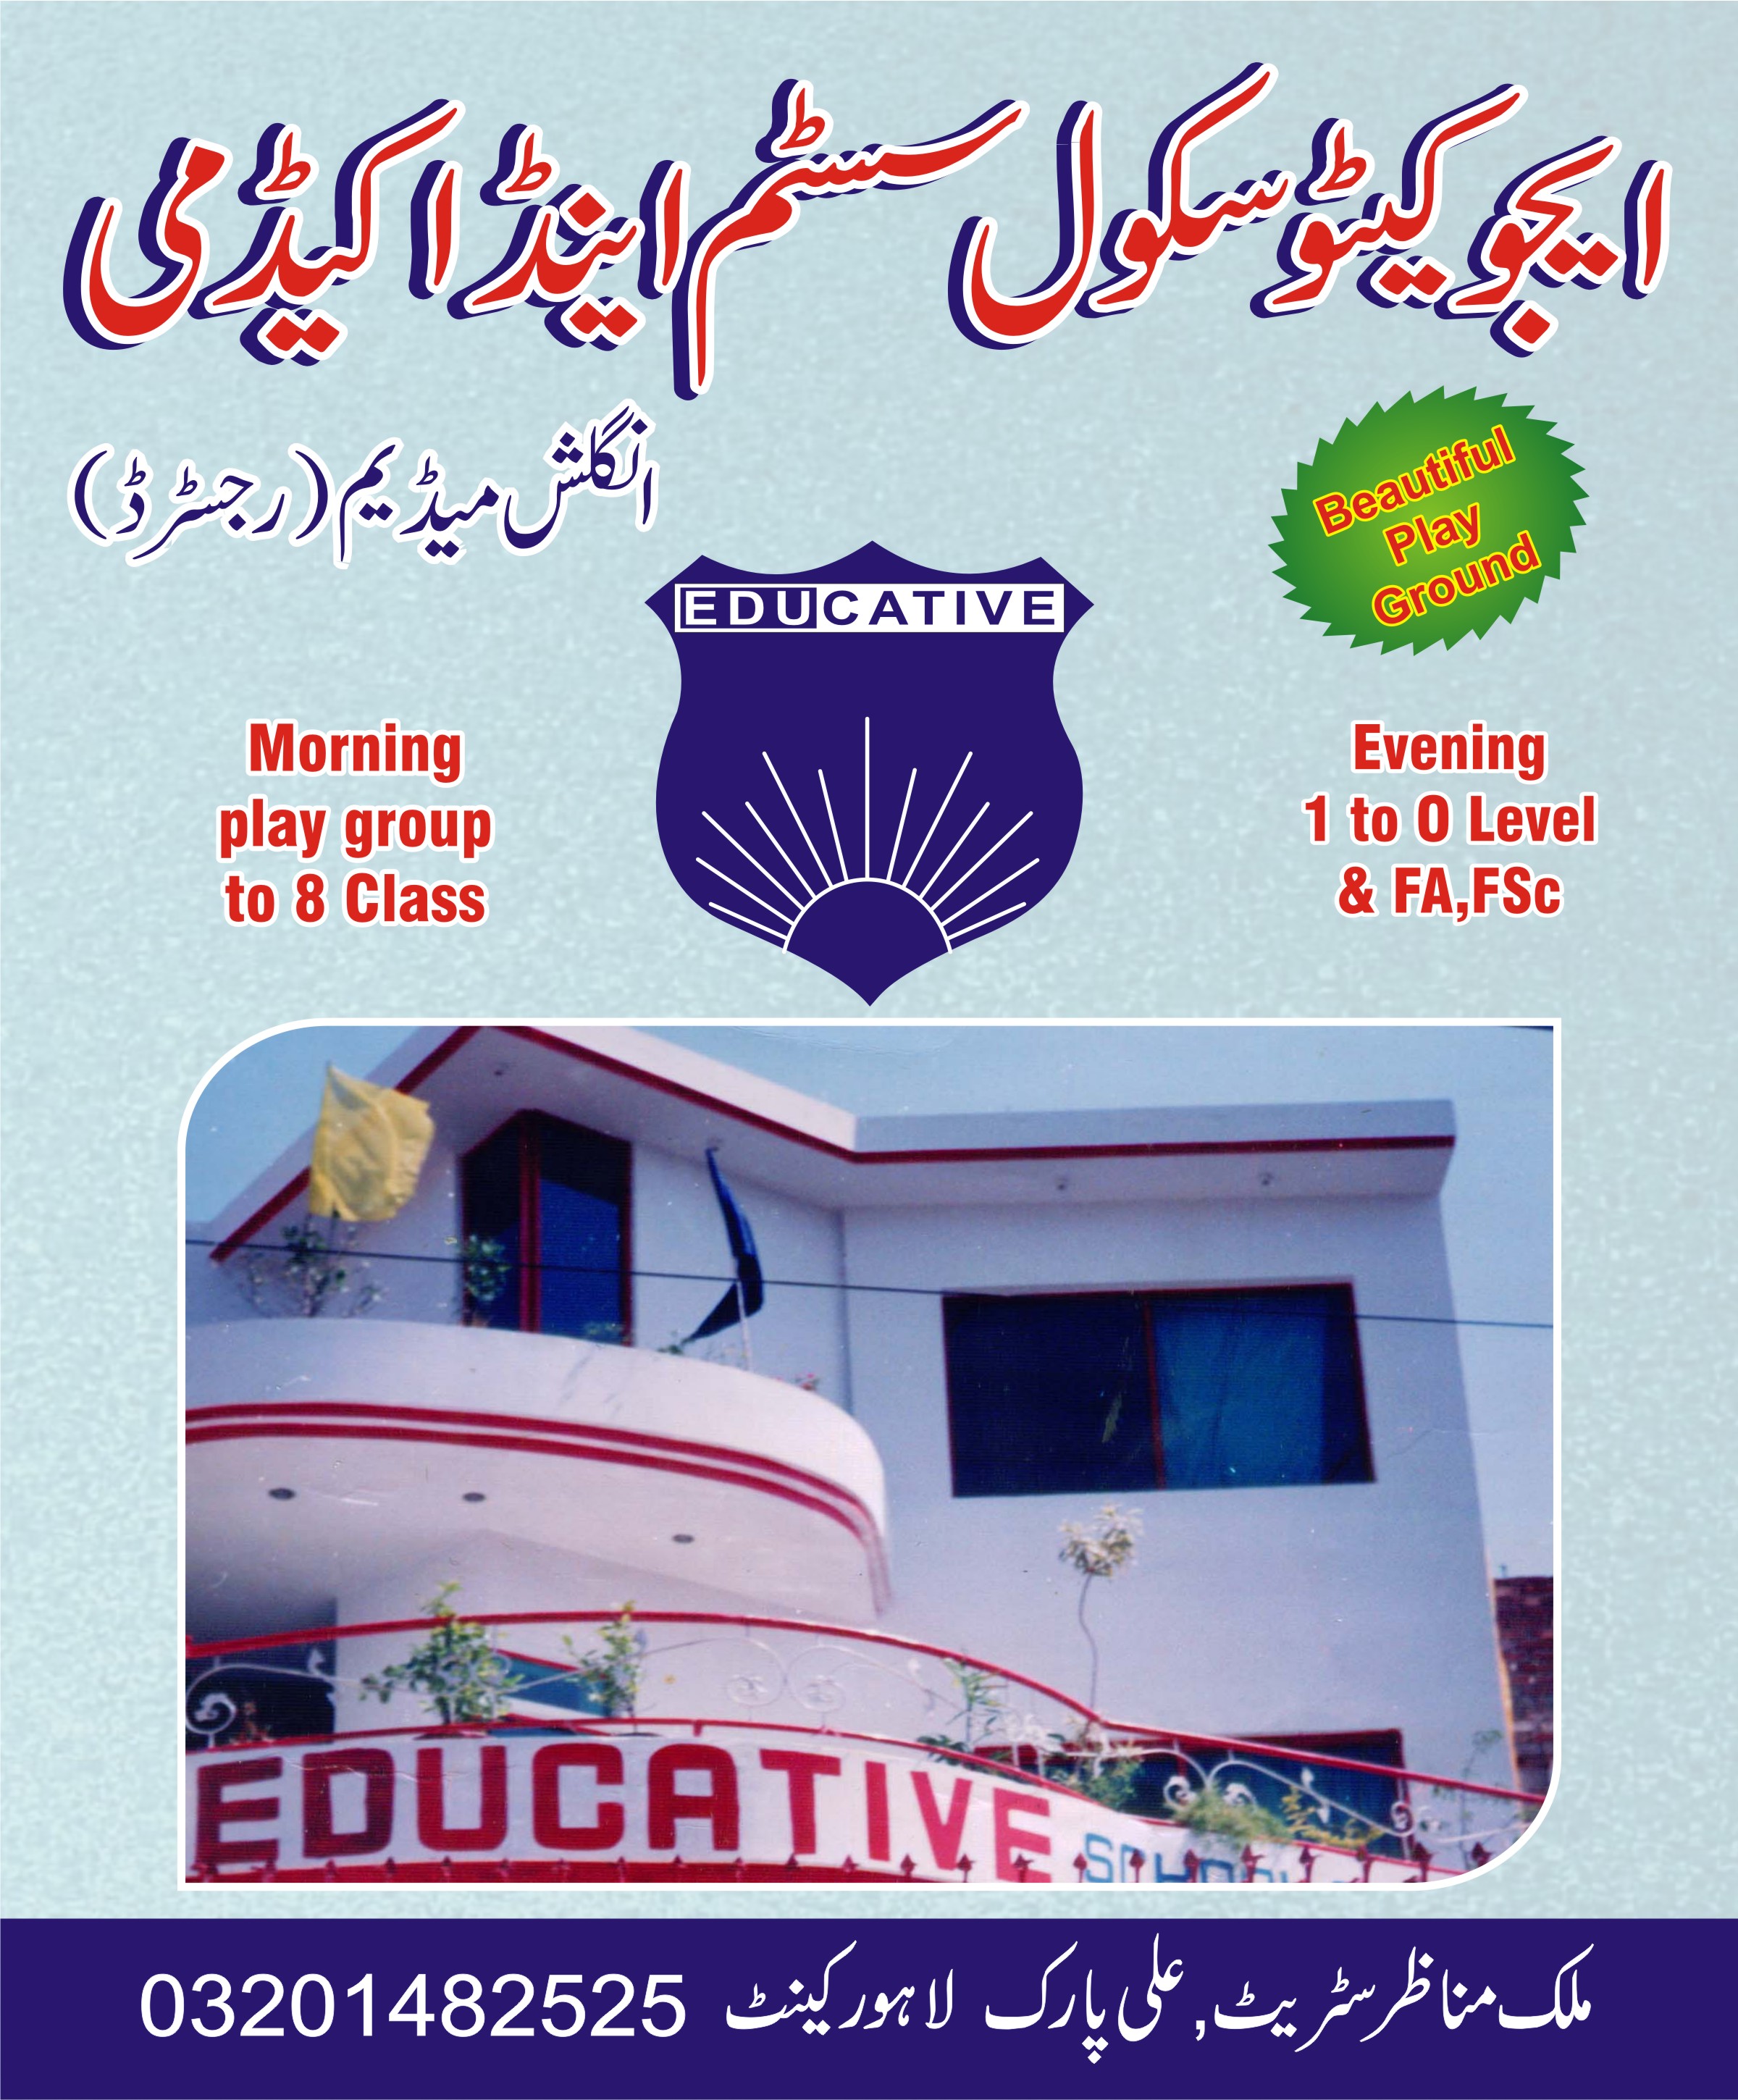 ایجوکیٹو سکول سسٹم اینڈ اکیڈمی
انگلش میڈیم (رجسٹرڈ)
Beautiful
Play
Ground
EDUCATIVE
Morning
play group
to 8 Class
Evening
1 to O Level
& FA,FSc
EDUCATIVE SCHOOL
ملک مناظر سٹریٹ, علی پارک لاہور کینٹ 03201482525